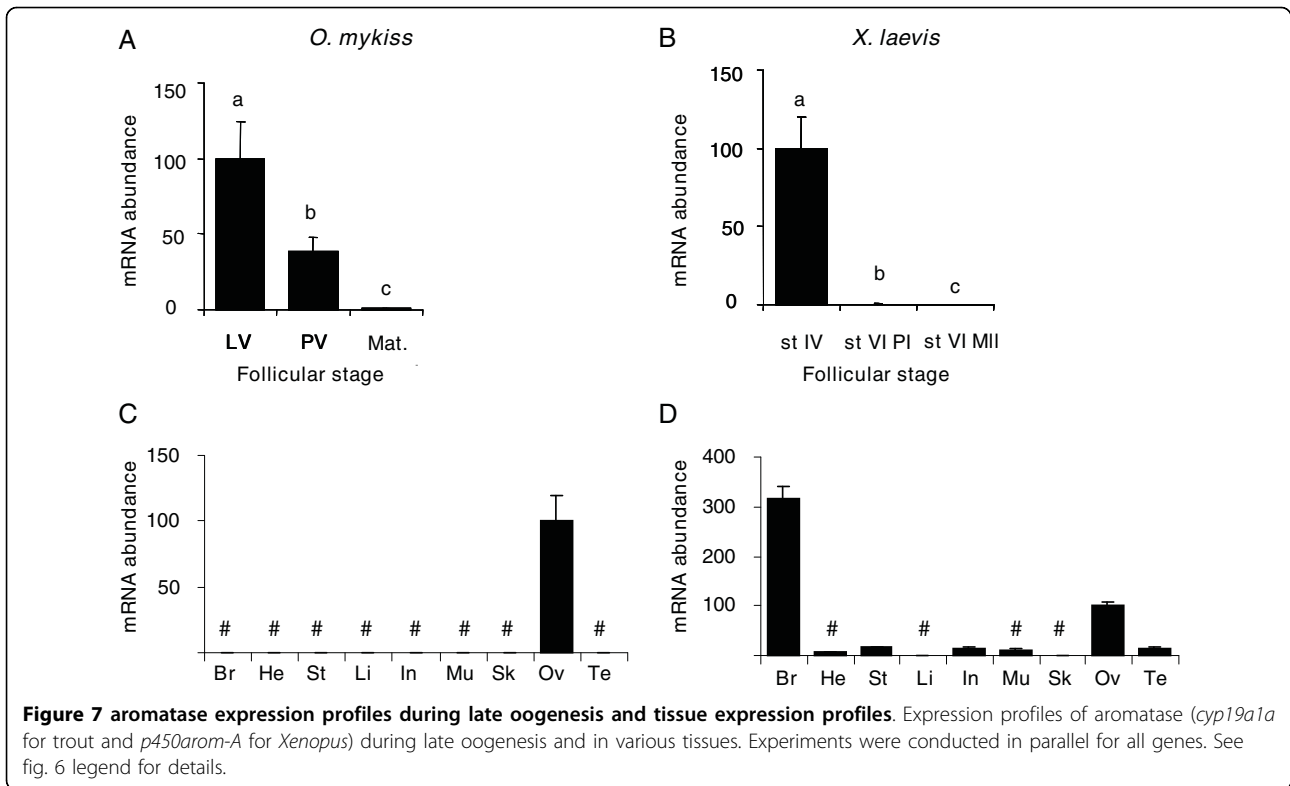 A
O. mykiss
150
100
50
0
mRNA abundance
a
b
c
LV PV Mat.
Follicular stage
B
X. laevis
150
100
50
0
mRNA abundance
a
b
c
st IV st VI PI st VI MII
Follicular stage
C
150
100
50
mRNA abundance
# # # # # # # #
Br He St Li In Mu Sk Ov Te
D
400
300
200
100
mRNA abundance
# # # #
Br He St Li In Mu Sk Ov Te
Figure 7 aromatase expression profiles during late oogenesis and tissue expression profiles. Expression profiles of aromatase (cyp19a1a
for trout and p450arom-A for Xenopus) during late oogenesis and in various tissues. Experiments were conducted in parallel for all genes. See
fig. 6 legend for details.